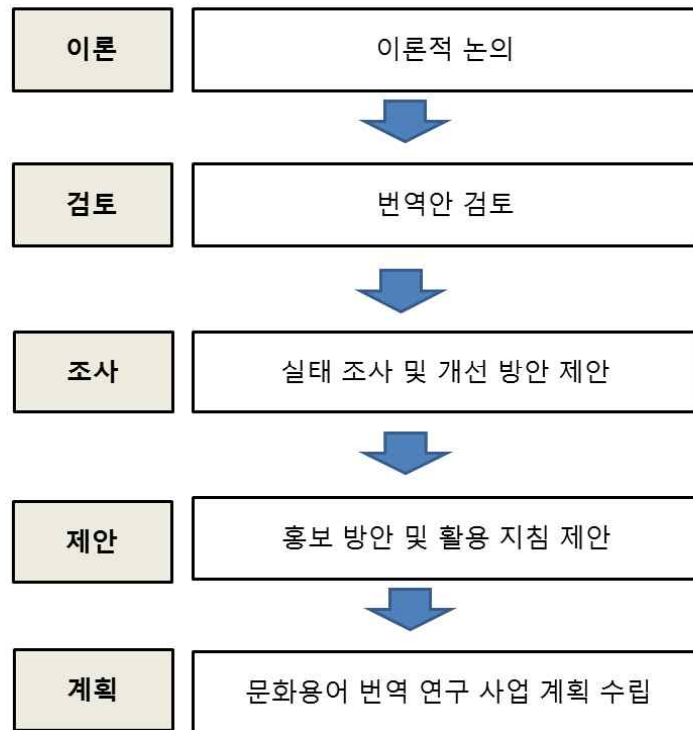 이론
이론적 논의
검토
번역안 검토
조사
실태 조사 및 개선 방안 제안
제안
홍보 방안 및 활용 지침 제안
계획
문화용어 번역 연구 사업 계획 수립